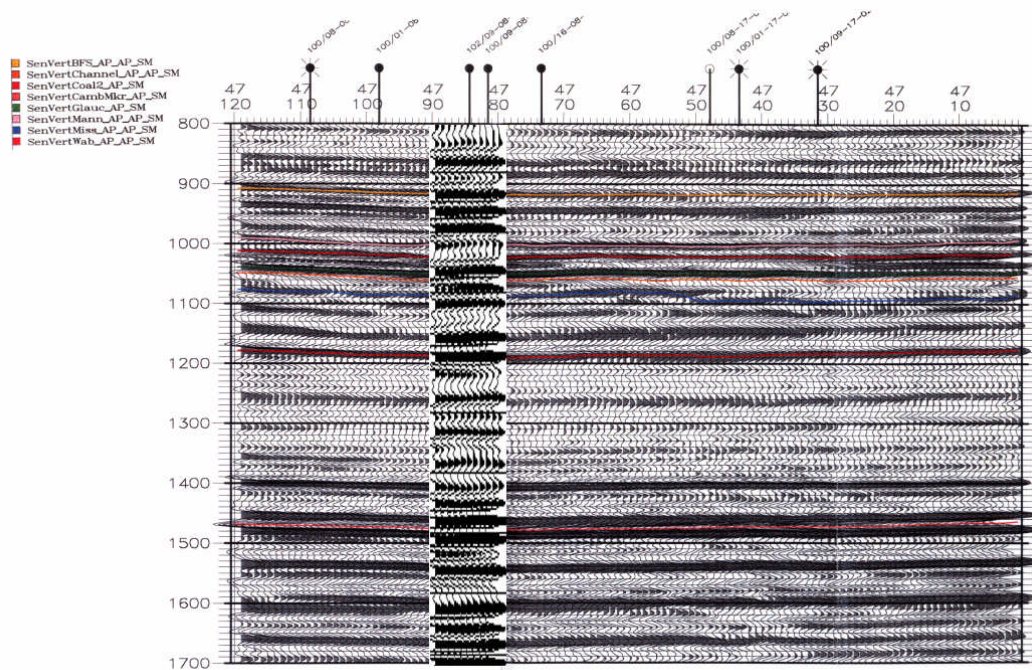 100/08-0
100/01-06
102/09-08
100/09-08
100/16-08-
100/08-17-0
100/01-17-0
100/09-17-02
SenVertBFS_AP_AP_SM
SenVertChannel_AP_AP_SM
SenVertCoal2_AP_SM
SenVertCambMkr_AP_SM
SenVertGlauc_AP_SM
SenVertMann_AP_AP_SM
SenVertMiss_AP_AP_SM
SenVertWab_AP_AP_SM
47 47 47 47 47 47 47 47 47 47 47 47
120 110 100 90 80 70 60 50 40 30 20 10
800
900
1000
1100
1200
1300
1400
1500
1600
1700